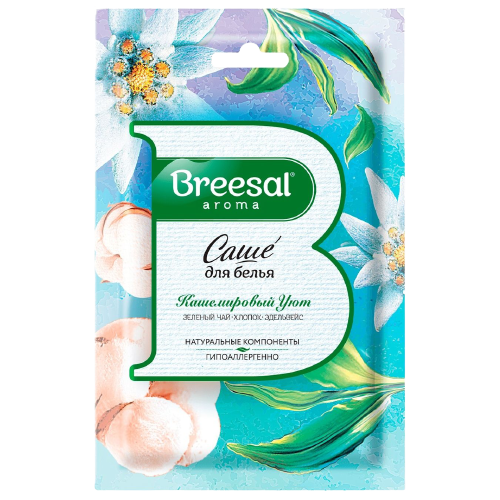 Breesal®
aroma
Саше
для белья
Кашемировый Уют
ЗЕЛЕНЫЙ ЧАЙ•ХЛОПОК•ЭДЕЛЬВЕЙС
НАТУРАЛЬНЫЕ КОМПОНЕНТЫ
ГИПОАЛЛЕРГЕННО